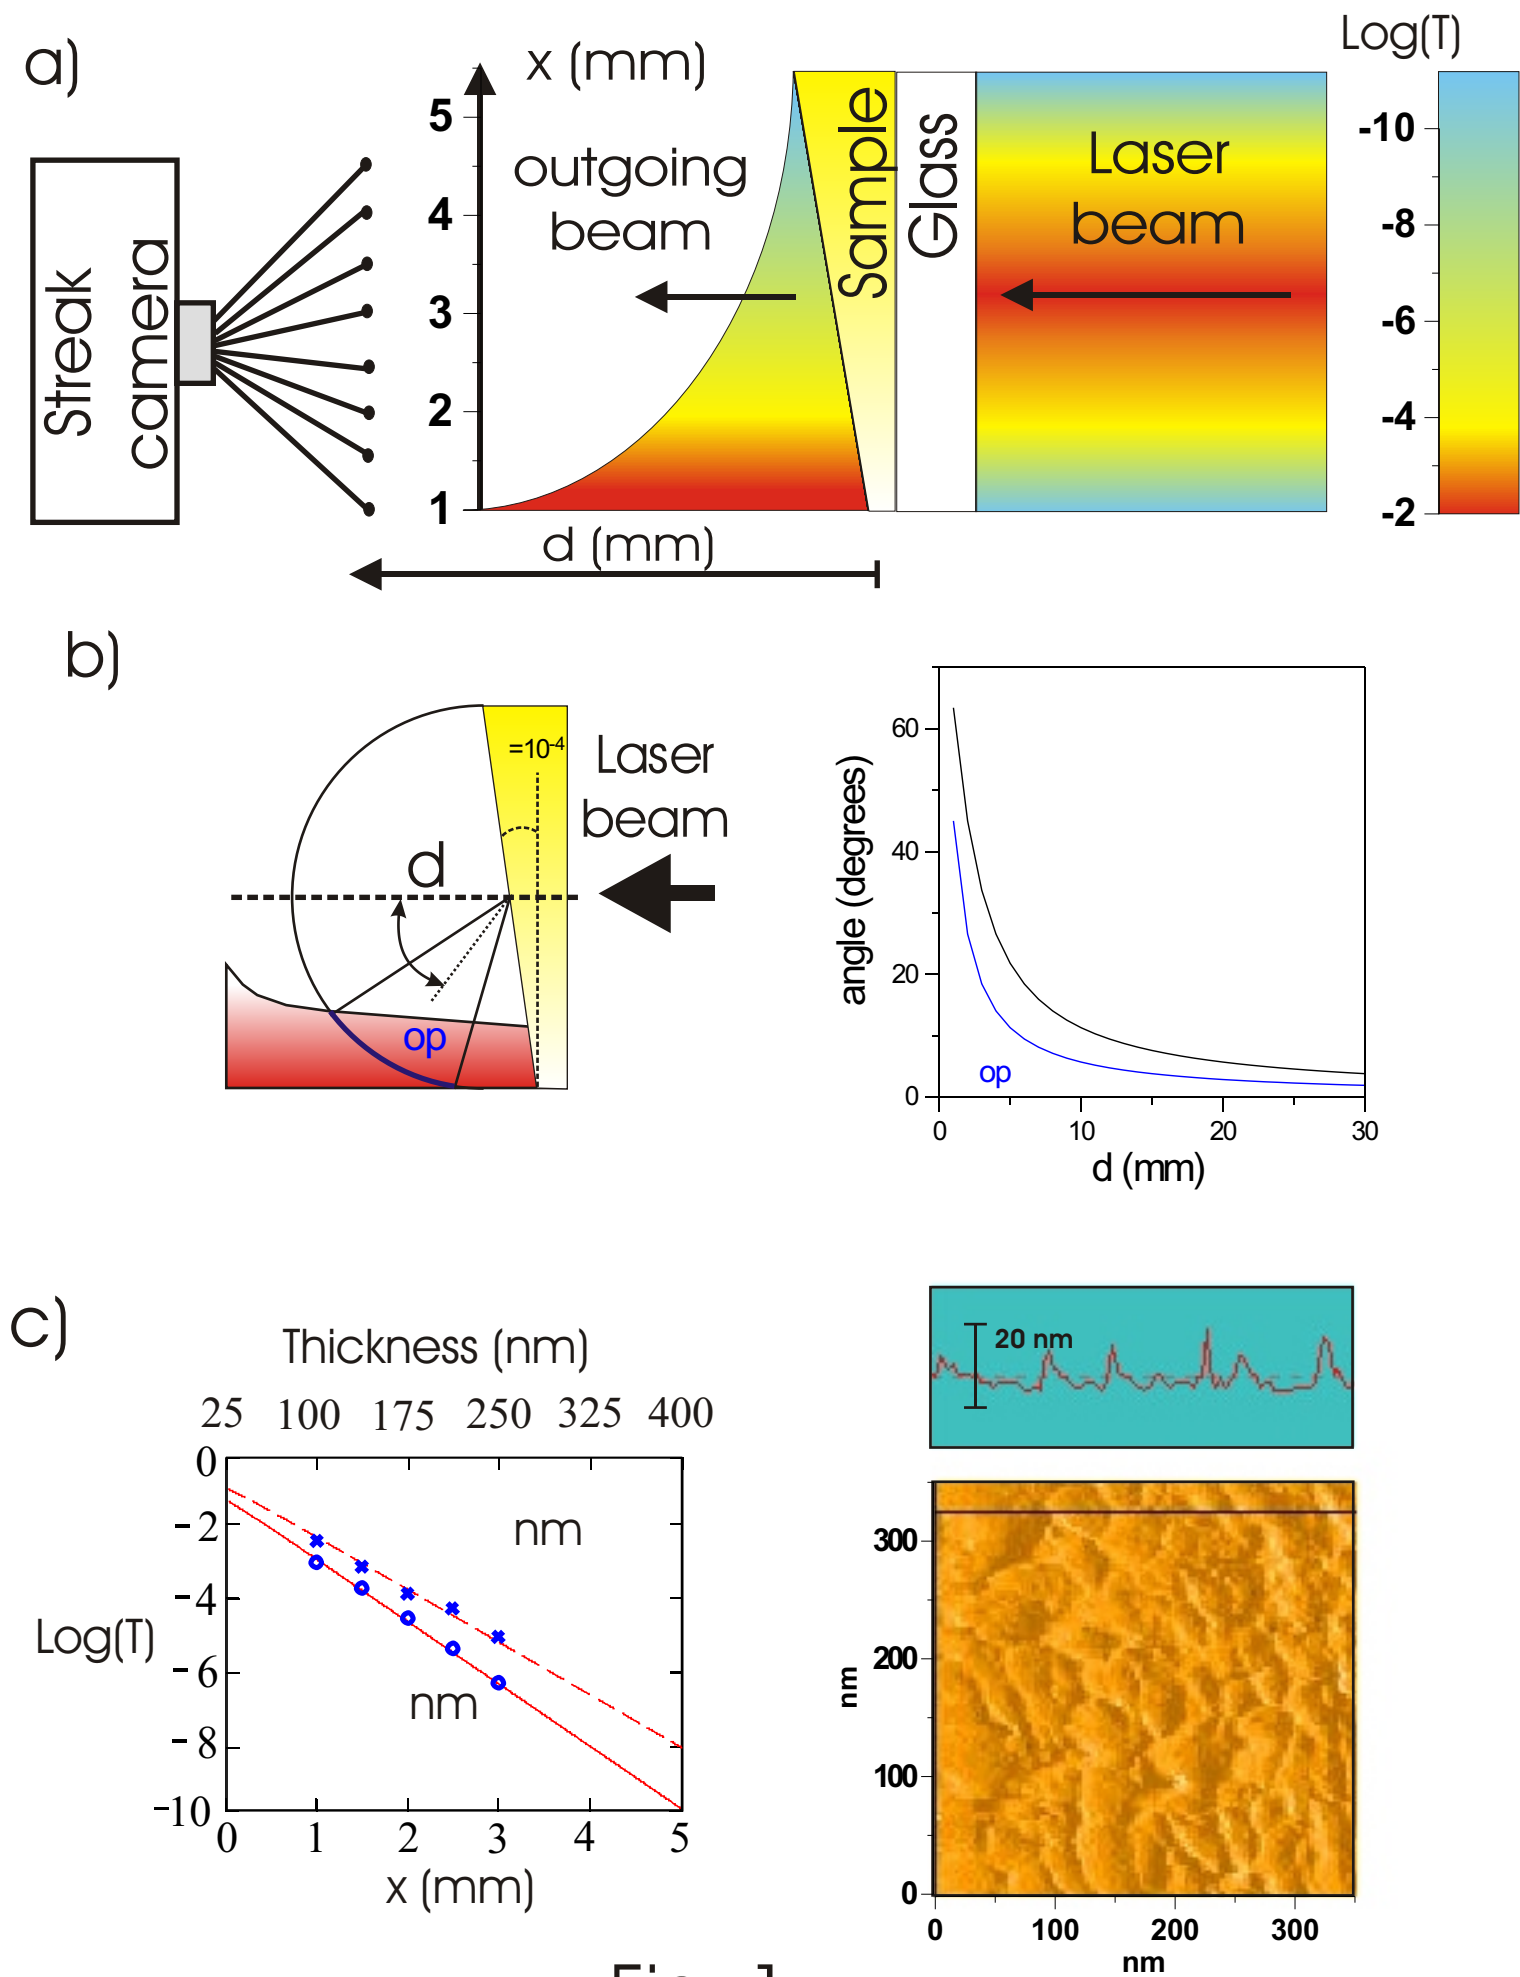 a)
x (mm)
Log(T)
5
4
3
2
1
outgoing
beam
Sample
Glass
Laser
beam
-10
-8
-6
-4
-2
Streak
camera
d (mm)
b)
=10-4
Laser
beam
d
op
angle (degrees)
60
40
20
0
op
0 10 20 30
d (mm)
c)
Thickness (nm)
25 100 175 250 325 400
0
-2
-4
-6
-8
-10
Log(T)
nm
nm
0 1 2 3 4 5
x (mm)
20 nm
300
200
100
0
nm
0 100 200 300
nm